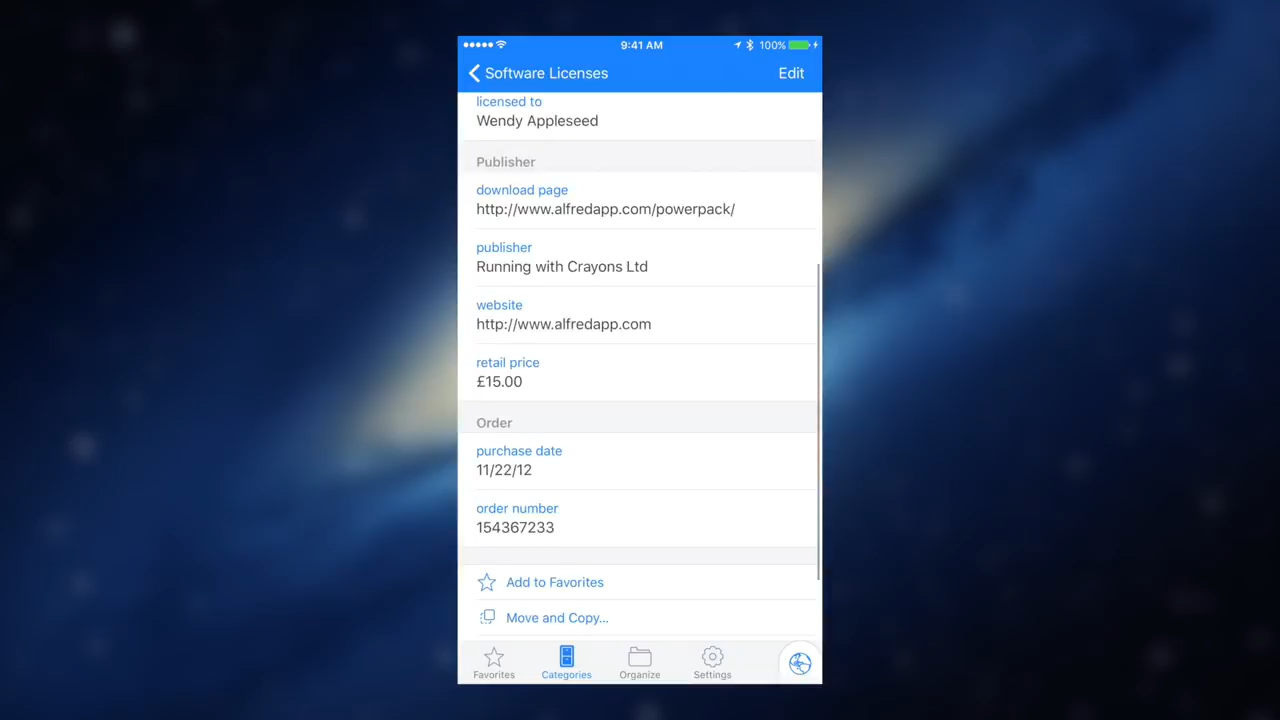 9:41 AM
100%
Software Licenses
Edit
licensed to
Wendy Appleseed
Publisher
download page
http://www.alfredapp.com/powerpack/
publisher
Running with Crayons Ltd
website
http://www.alfredapp.com
retail price
£15.00
Order
purchase date
11/22/12
order number
154367233
Add to Favorites
Move and Copy...
Favorites
Categories
Organize
Settings